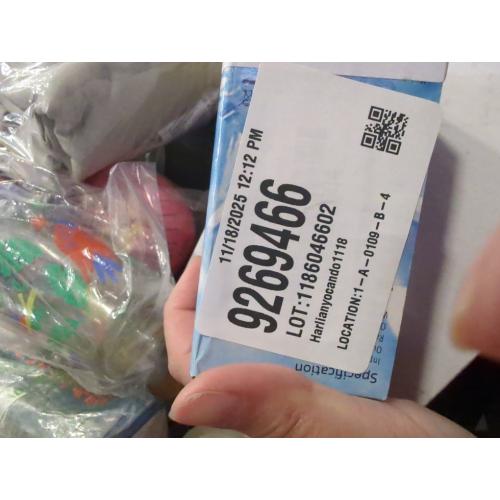 11/18/2025 12:12 PM
9269466
LOT:1186046602
Harlianyocando1118
LOCATION:1-A-0109-B-4
Specification